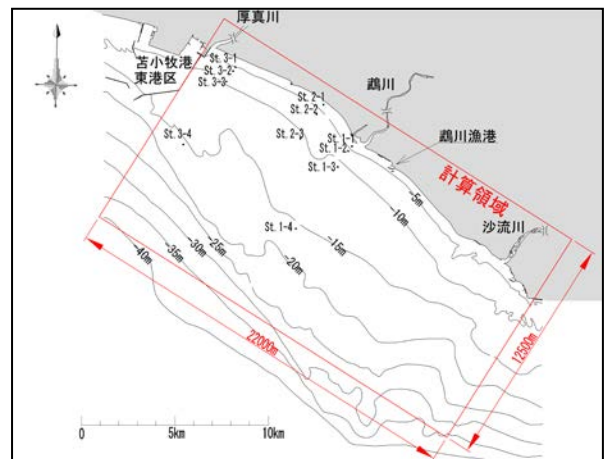 厚真川
苫小牧港
東港区
St. 3-1
St. 3-2
St. 3-3
鵡川
St. 2-1
St. 2-2
St. 3-4
St. 2-3
St. 1-1
St. 1-2
鵡川漁港
St. 1-3
計算領域
-5m
-10m
沙流川
St. 1-4
-15m
-20m
-25m
-30m
-35m
-40m
22000m
12500m
0
5km
10km